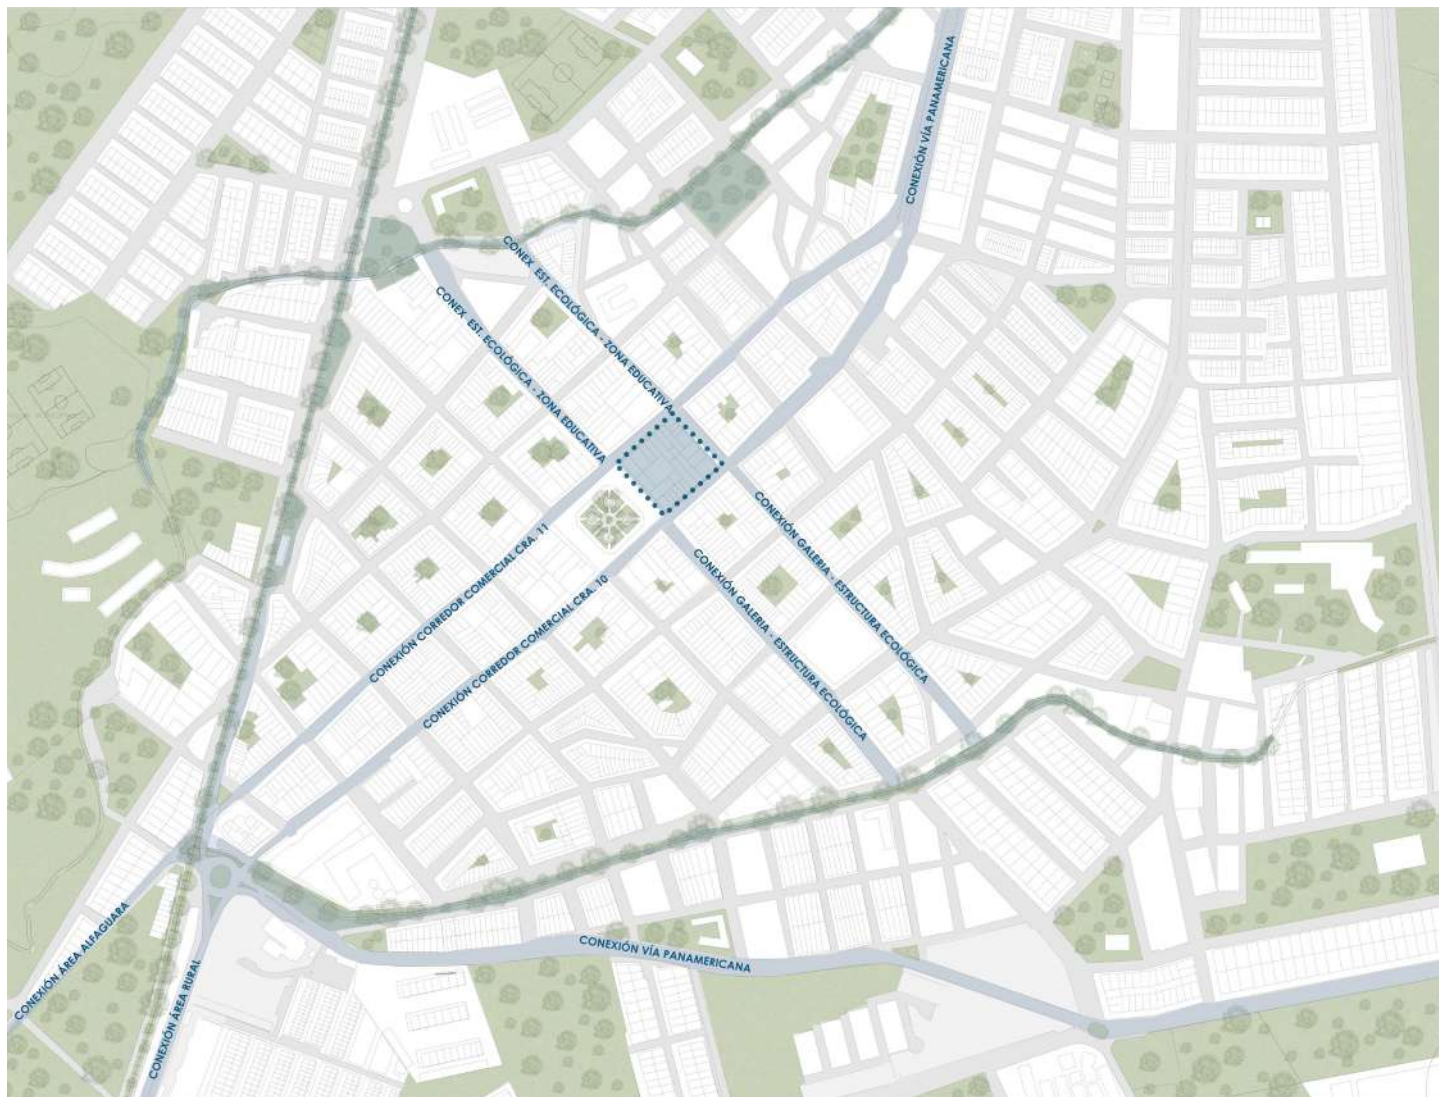 CONEXIÓN VÍA PANAMERICANA
CONEX EST. ECOLÓGICA - ZONA EDUCATIVA
CONEX EST. ECOLÓGICA - ZONA EDUCATIVA
CONEXIÓN GALERIA - ESTRUCTURA ECOLÓGICA
CONEXIÓN GALERIA - ESTRUCTURA ECOLÓGICA
CONEXIÓN CORREDOR COMERCIAL CRA. 11
CONEXIÓN CORREDOR COMERCIAL CRA. 10
CONEXIÓN ÁREA ALFAGUARA
CONEXIÓN ÁREA RURAL
CONEXIÓN VÍA PANAMERICANA